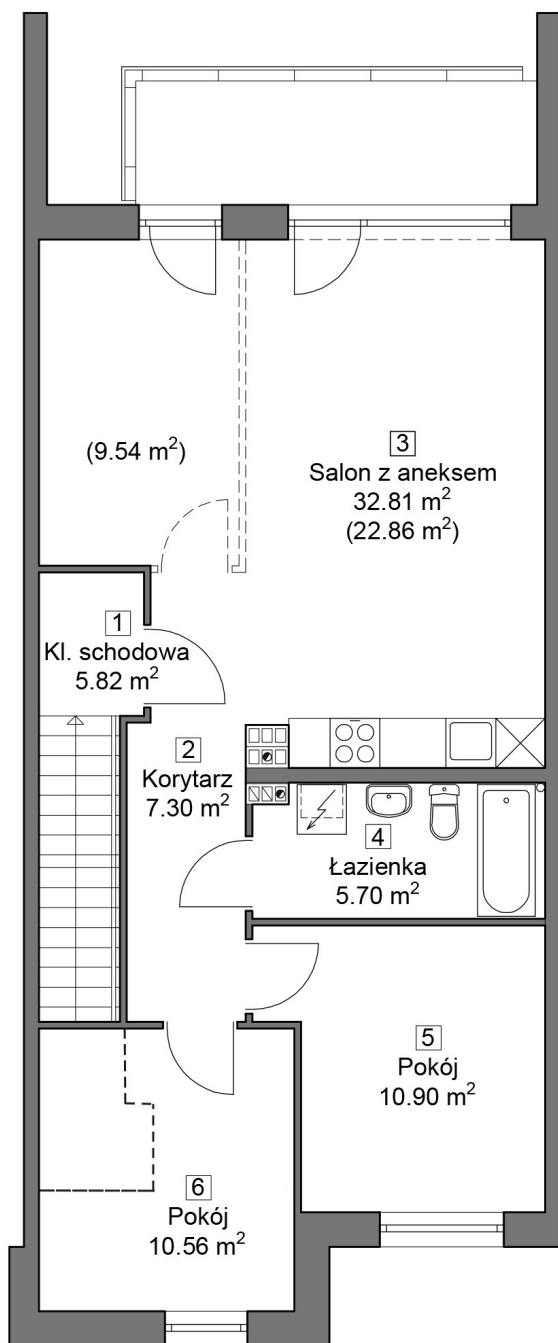 (9.54 m²)
3
Salon z aneksem
32.81 m²
(22.86 m²)
1
Kl. schodowa
5.82 m²
2
Korytarz
7.30 m²
4
Łazienka
5.70 m²
5
Pokój
10.90 m²
6
Pokój
10.56 m²